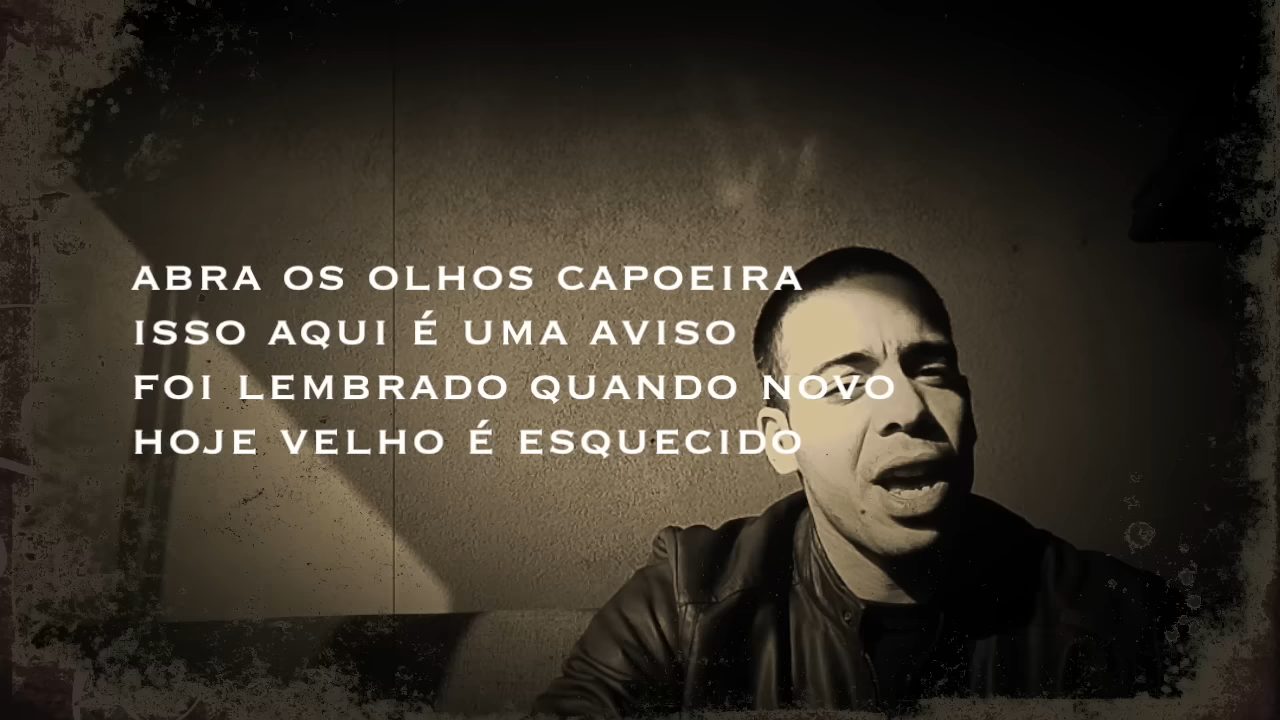 ABRA OS OLHOS CAPOEIRA
ISSO AQUI É UMA AVISO
FOI LEMBRADO QUANDO NOVO
HOJE VELHO É ESQUECIDO